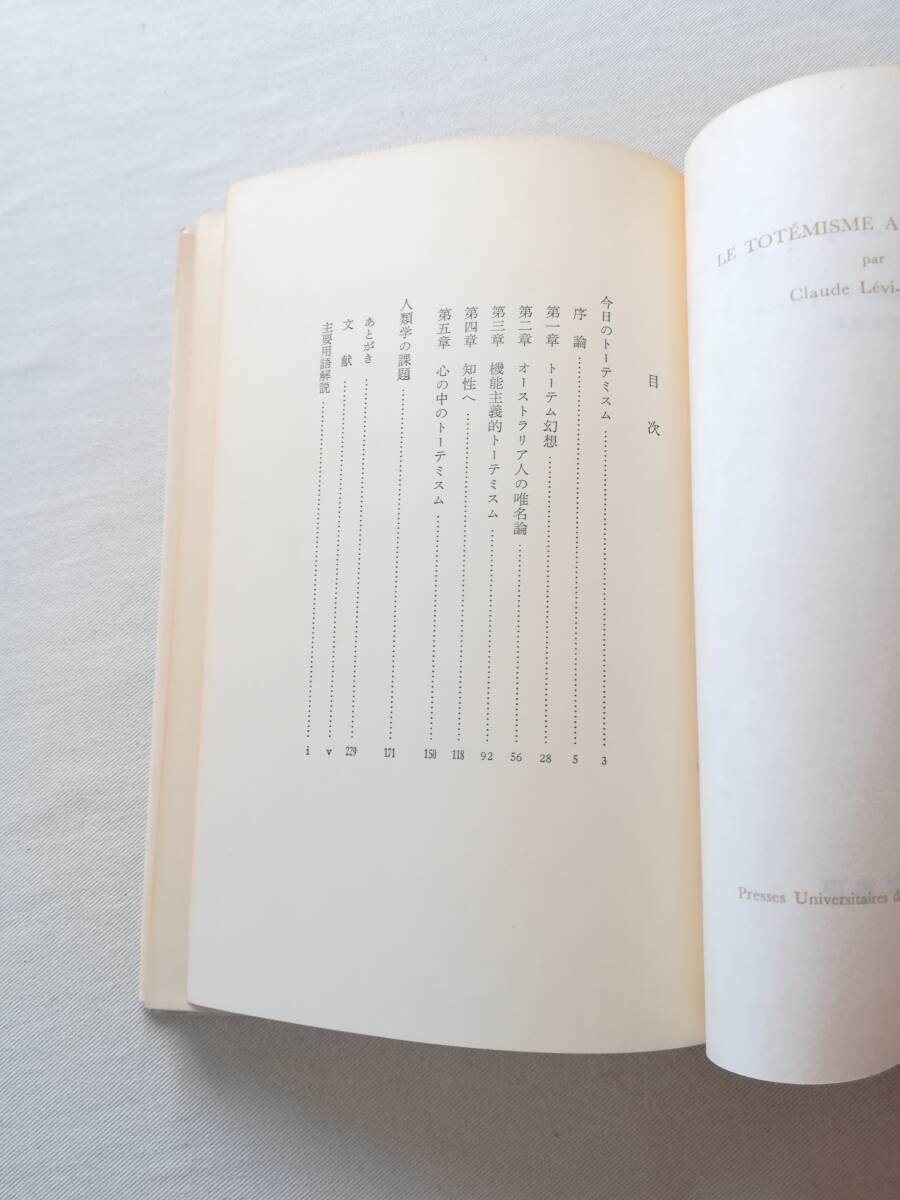 目次
今日のトーテミスム……3
序論……5
第一章 トーテム幻想……28
第二章 オーストラリア人の唯名論……56
第三章 機能主義的トーテミスム……92
第四章 知性へ……118
第五章 心の中のトーテミスム……150
人類学の課題……171
あとがき……229
文献……v
主要用語解説……i
LE TOTÉMISME A
par
Claude Lévi-
Presses Universitaires d